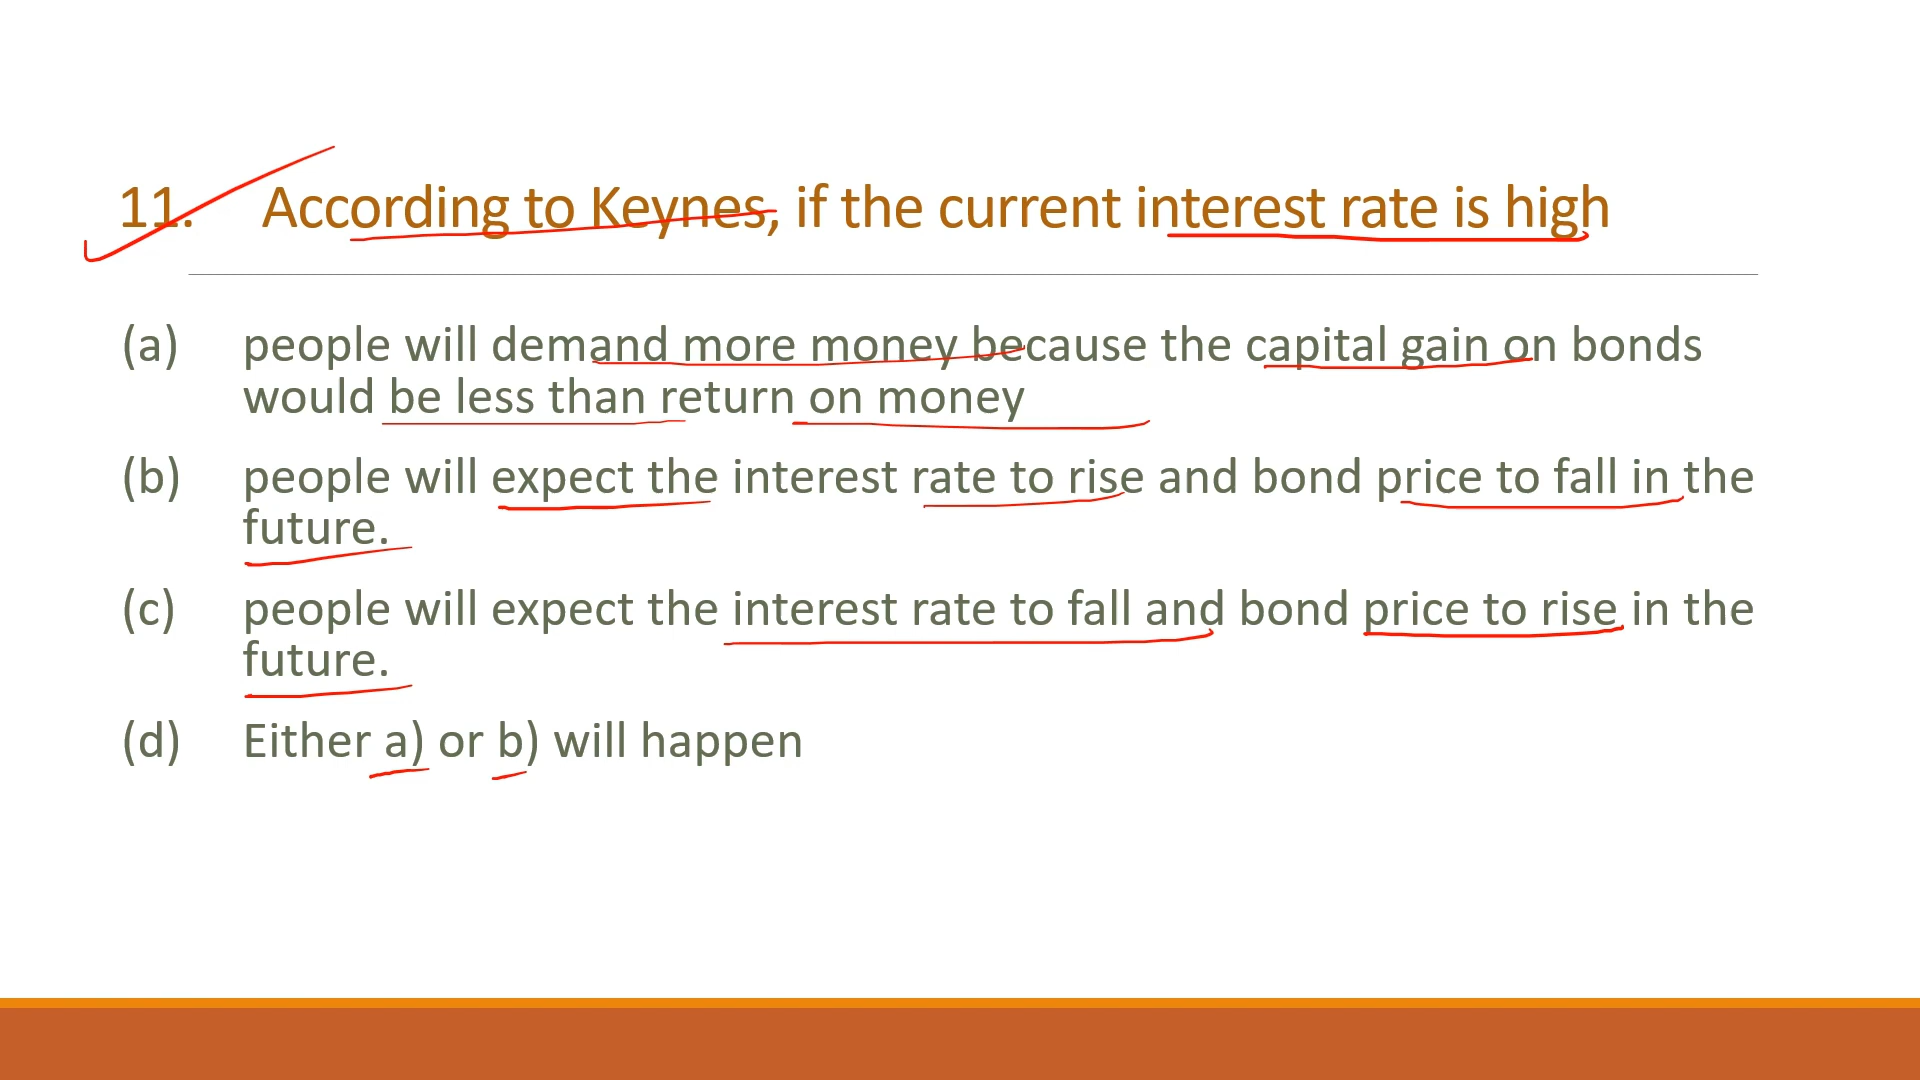 11. According to Keynes, if the current interest rate is high
(a) people will demand more money because the capital gain on bonds
would be less than return on money
(b) people will expect the interest rate to rise and bond price to fall in the
future.
(c) people will expect the interest rate to fall and bond price to rise in the
future.
(d) Either a) or b) will happen